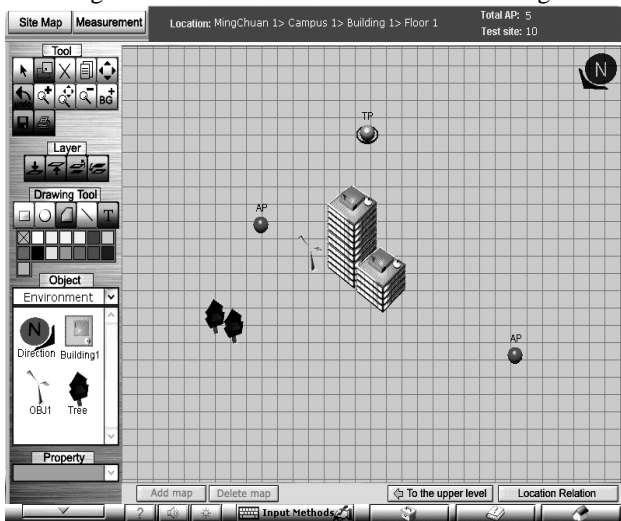 Site Map Measurement Location: MingChuan 1> Campus 1> Building 1> Floor 1 Total AP: 5
Test site: 10
Tool
N
undo BG
TP
Layer
Drawing Tool
AP
T
Object
Environment
N
Direction Building1
AP
OBJ1 Tree
Property
Add map Delete map To the upper level Location Relation
? Input Methods